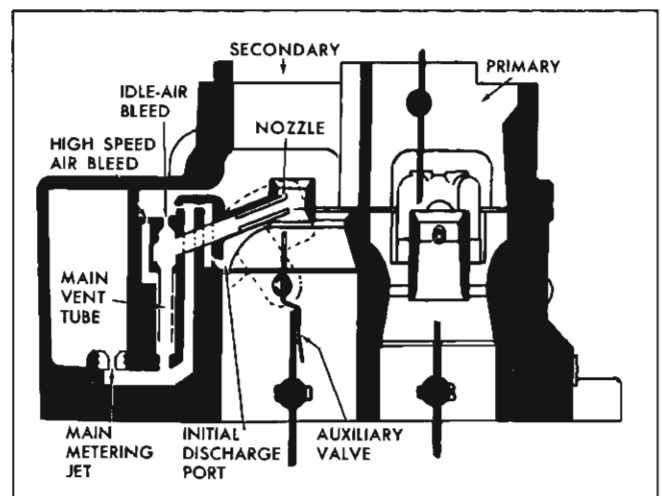 SECONDARY
PRIMARY
IDLE-AIR
BLEED
NOZZLE
HIGH SPEED
AIR BLEED
MAIN
VENT
TUBE
MAIN
METERING
JET
INITIAL
DISCHARGE
PORT
AUXILIARY
VALVE